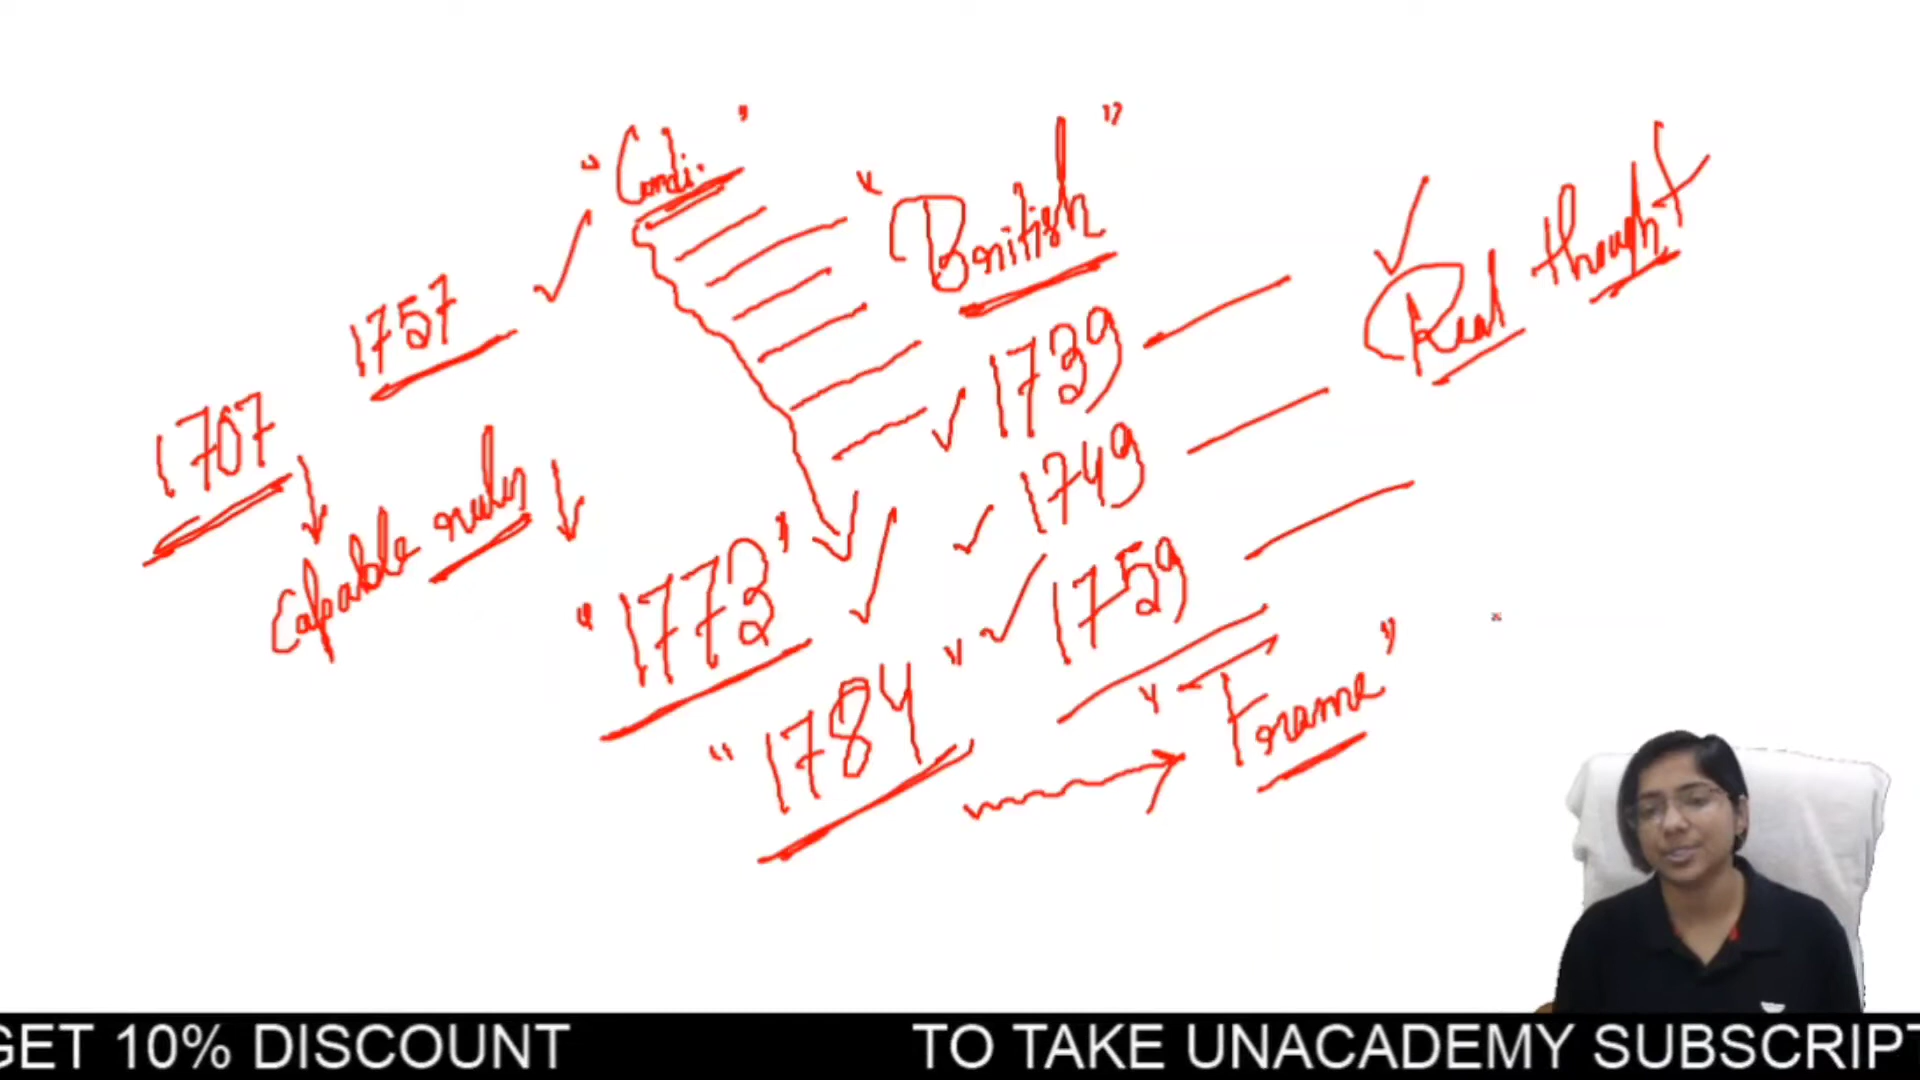 "Condi."
"British"
Real thought
1757
1739
1707
1749
Capable rulers
"1773"
1759
"1784"
"Frame"
GET 10% DISCOUNT TO TAKE UNACADEMY SUBSCRIPT